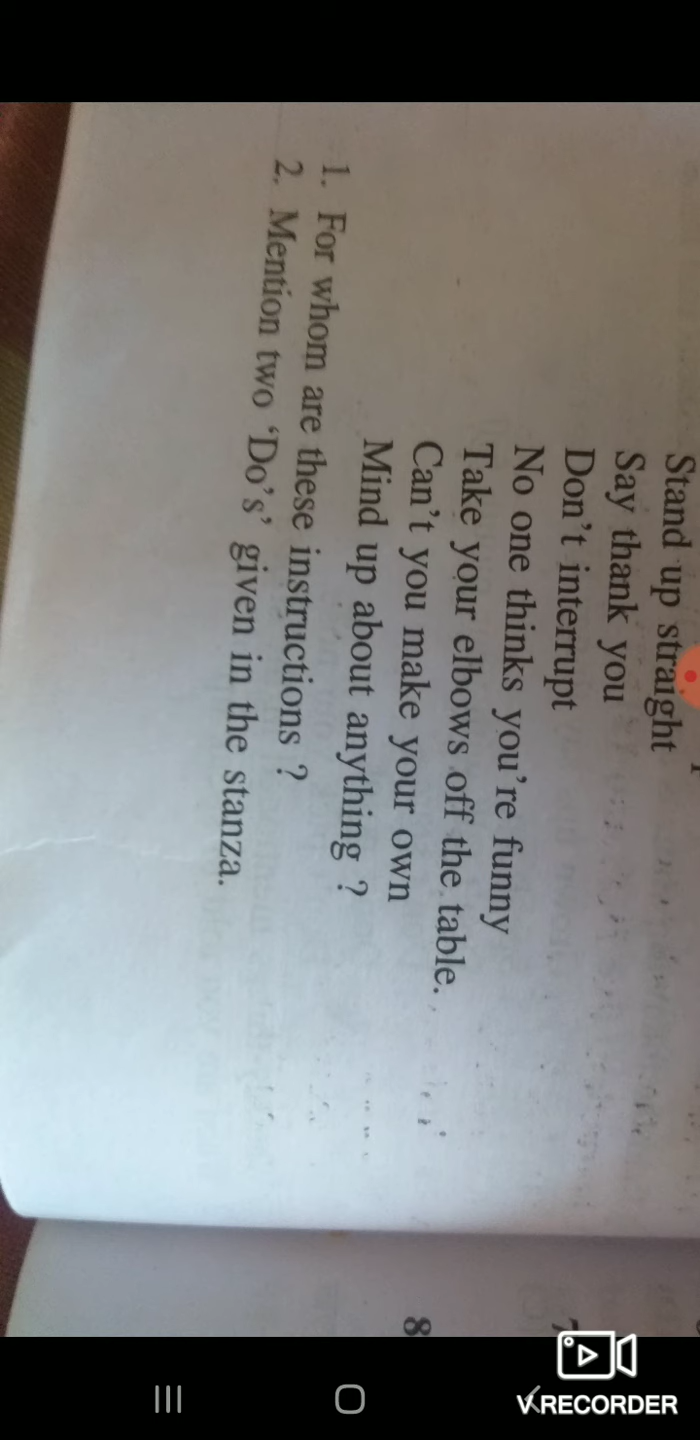 Stand up straight
Say thank you
Don't interrupt
No one thinks you're funny
Take your elbows off the table.
Can't you make your own
Mind up about anything ?
1. For whom are these instructions ?
2. Mention two 'Do's' given in the stanza.
8
7
V.RECORDER